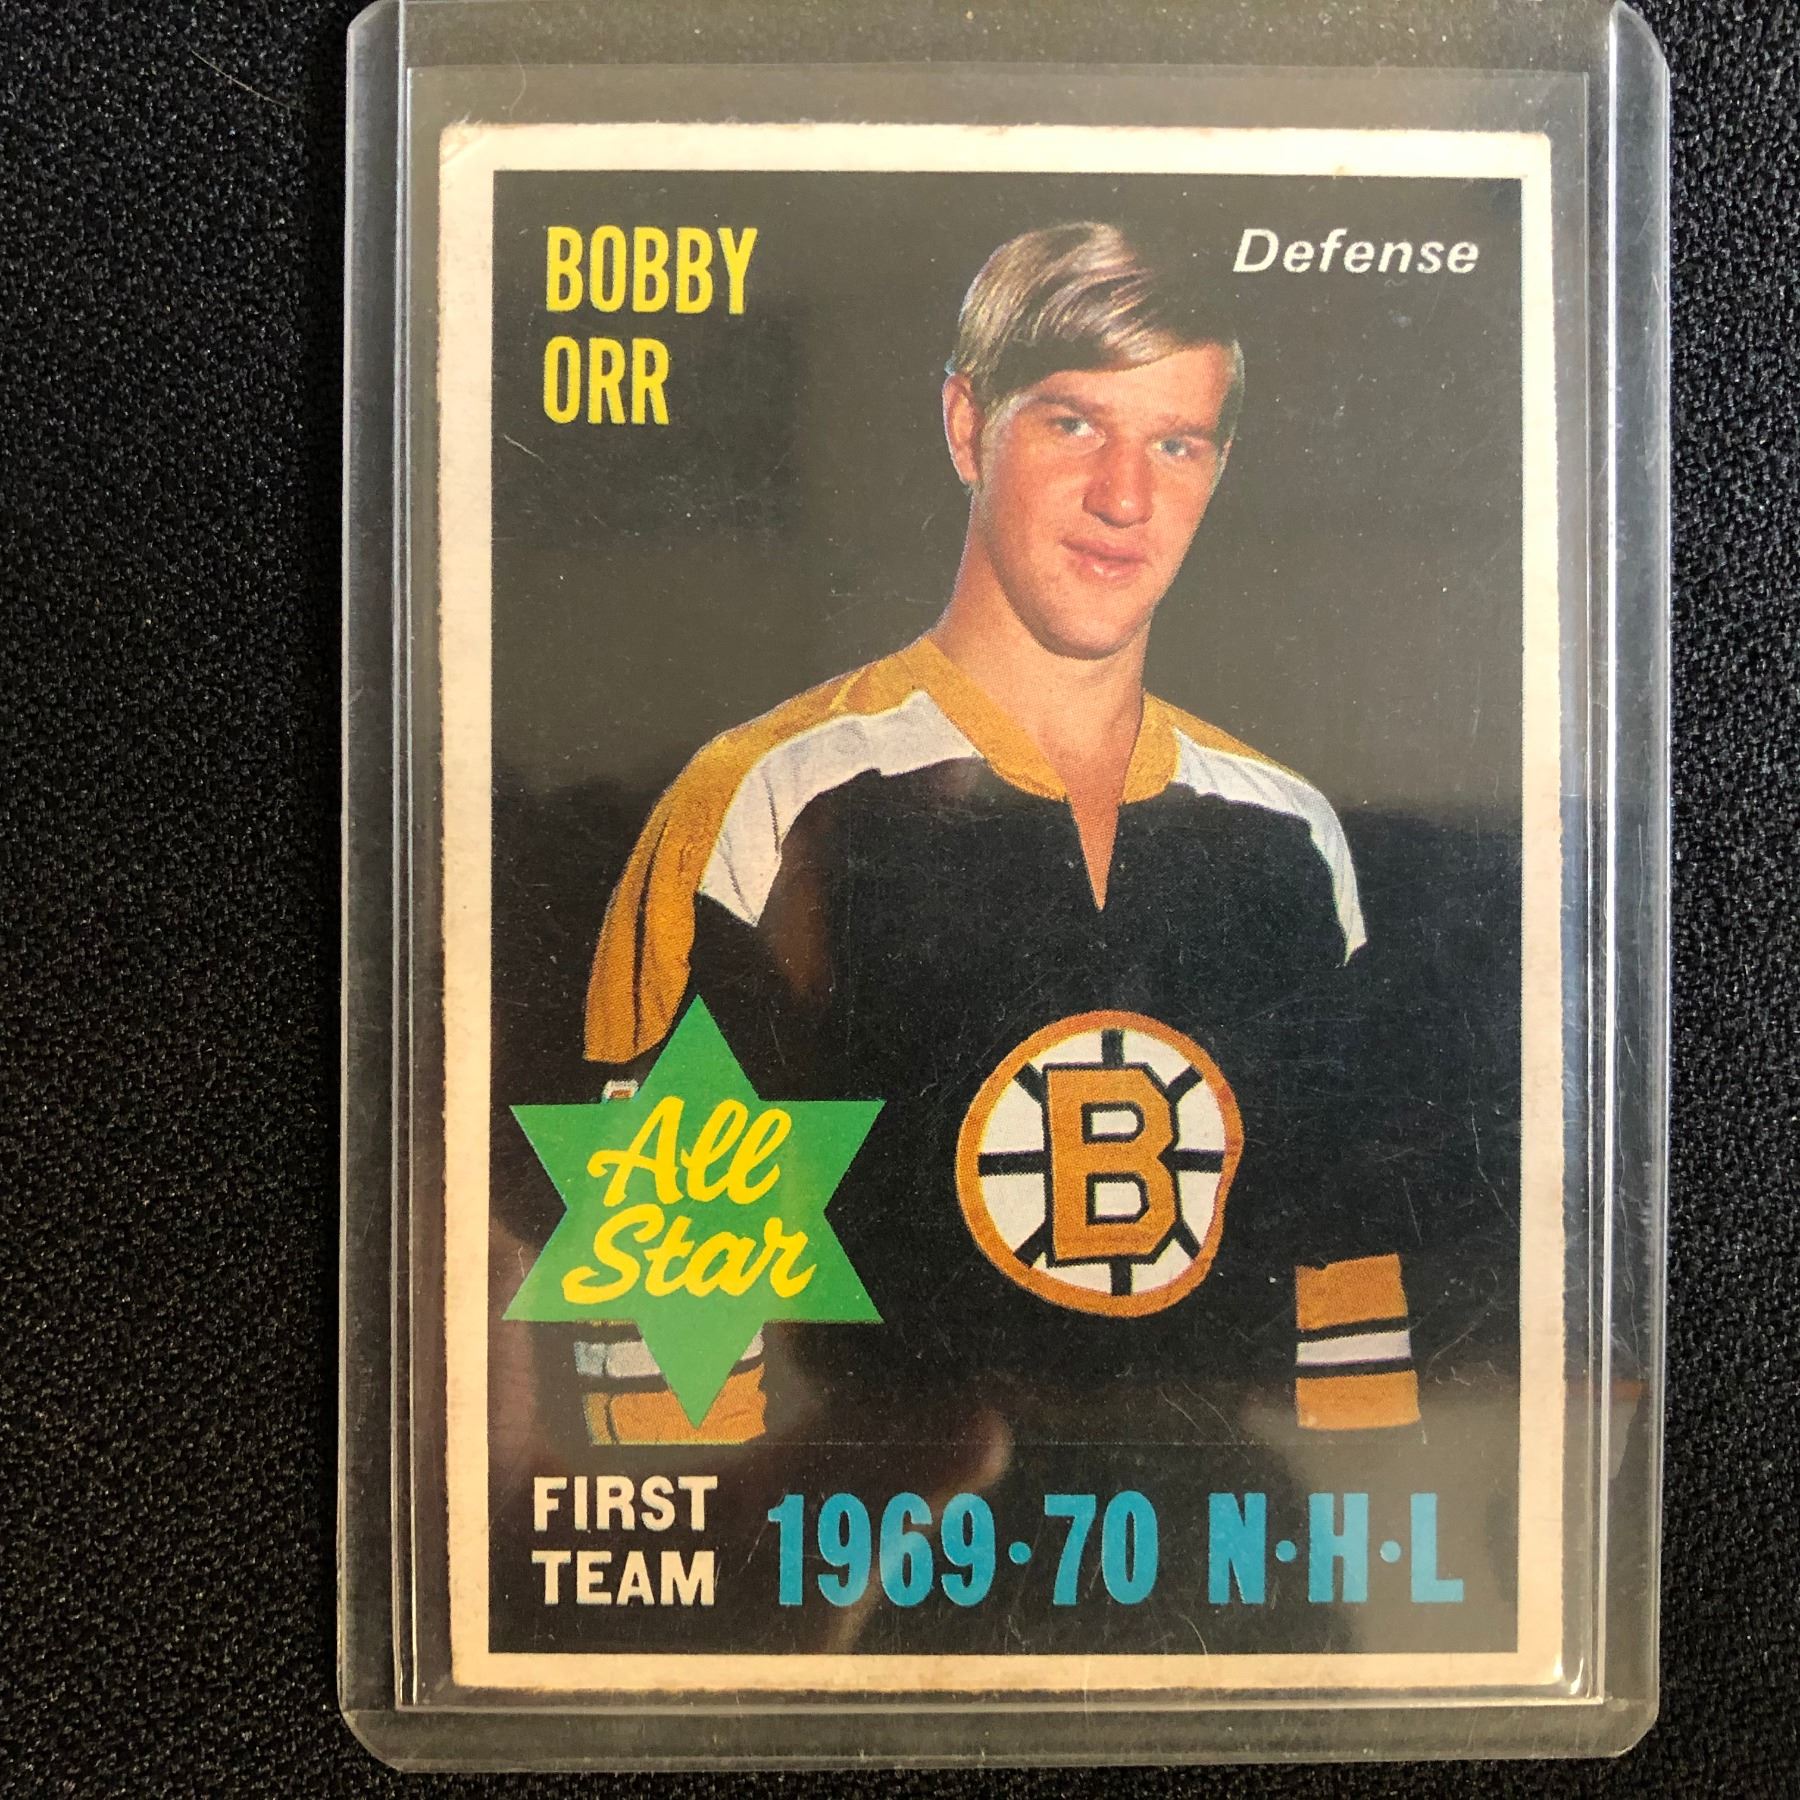 BOBBY
ORR
Defense
B
All
Star
FIRST
TEAM
1969·70 N·H·L